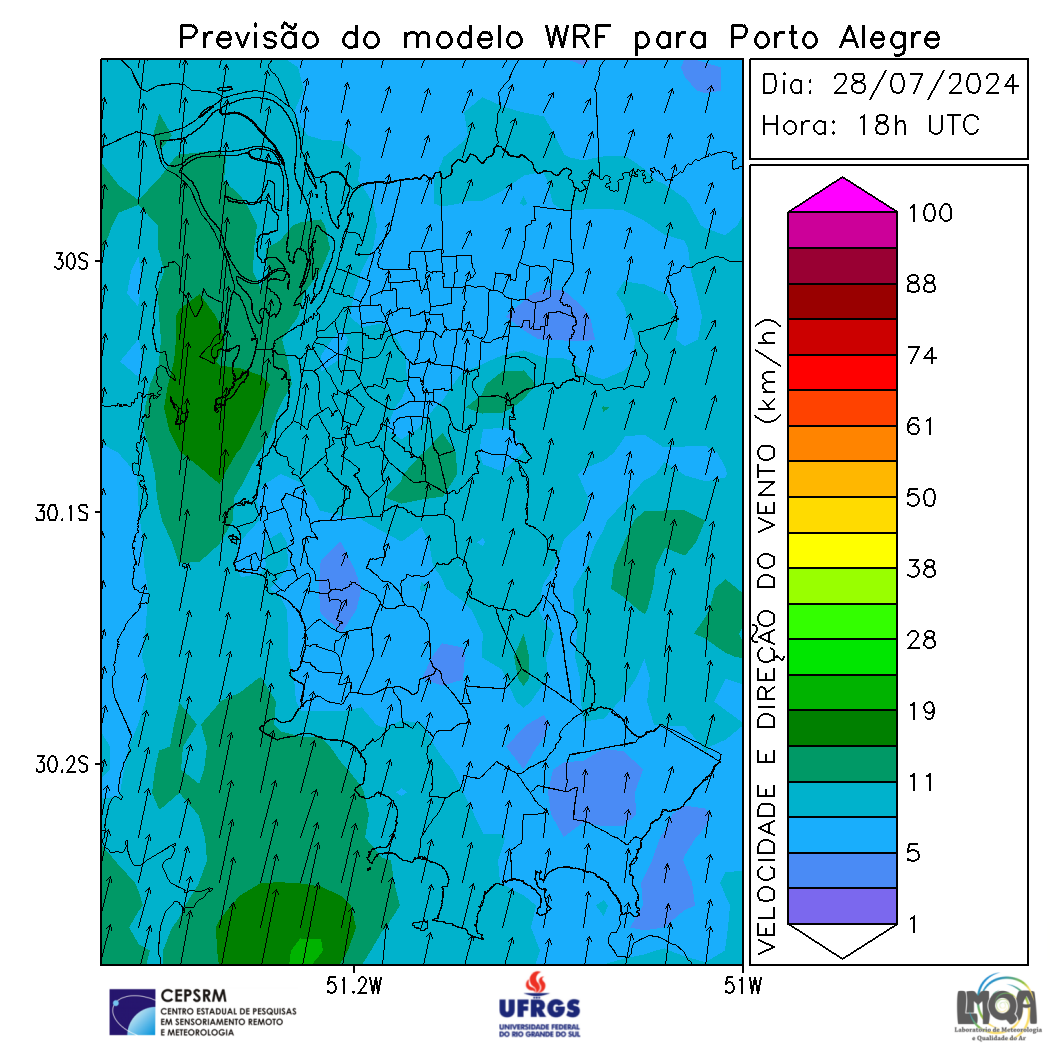 Previsão do modelo WRF para Porto Alegre
Dia: 28/07/2024
Hora: 18h UTC
30S
30.1S
30.2S
51.2W
51W
VELOCIDADE E DIREÇÃO DO VENTO (km/h)
100
88
74
61
50
38
28
19
11
5
1
CEPSRM
CENTRO ESTADUAL DE PESQUISAS
EM SENSORIAMENTO REMOTO
E METEOROLOGIA
UFRGS
UNIVERSIDADE FEDERAL
DO RIO GRANDE DO SUL
LMQA
Laboratório de Meteorologia
e Qualidade do Ar